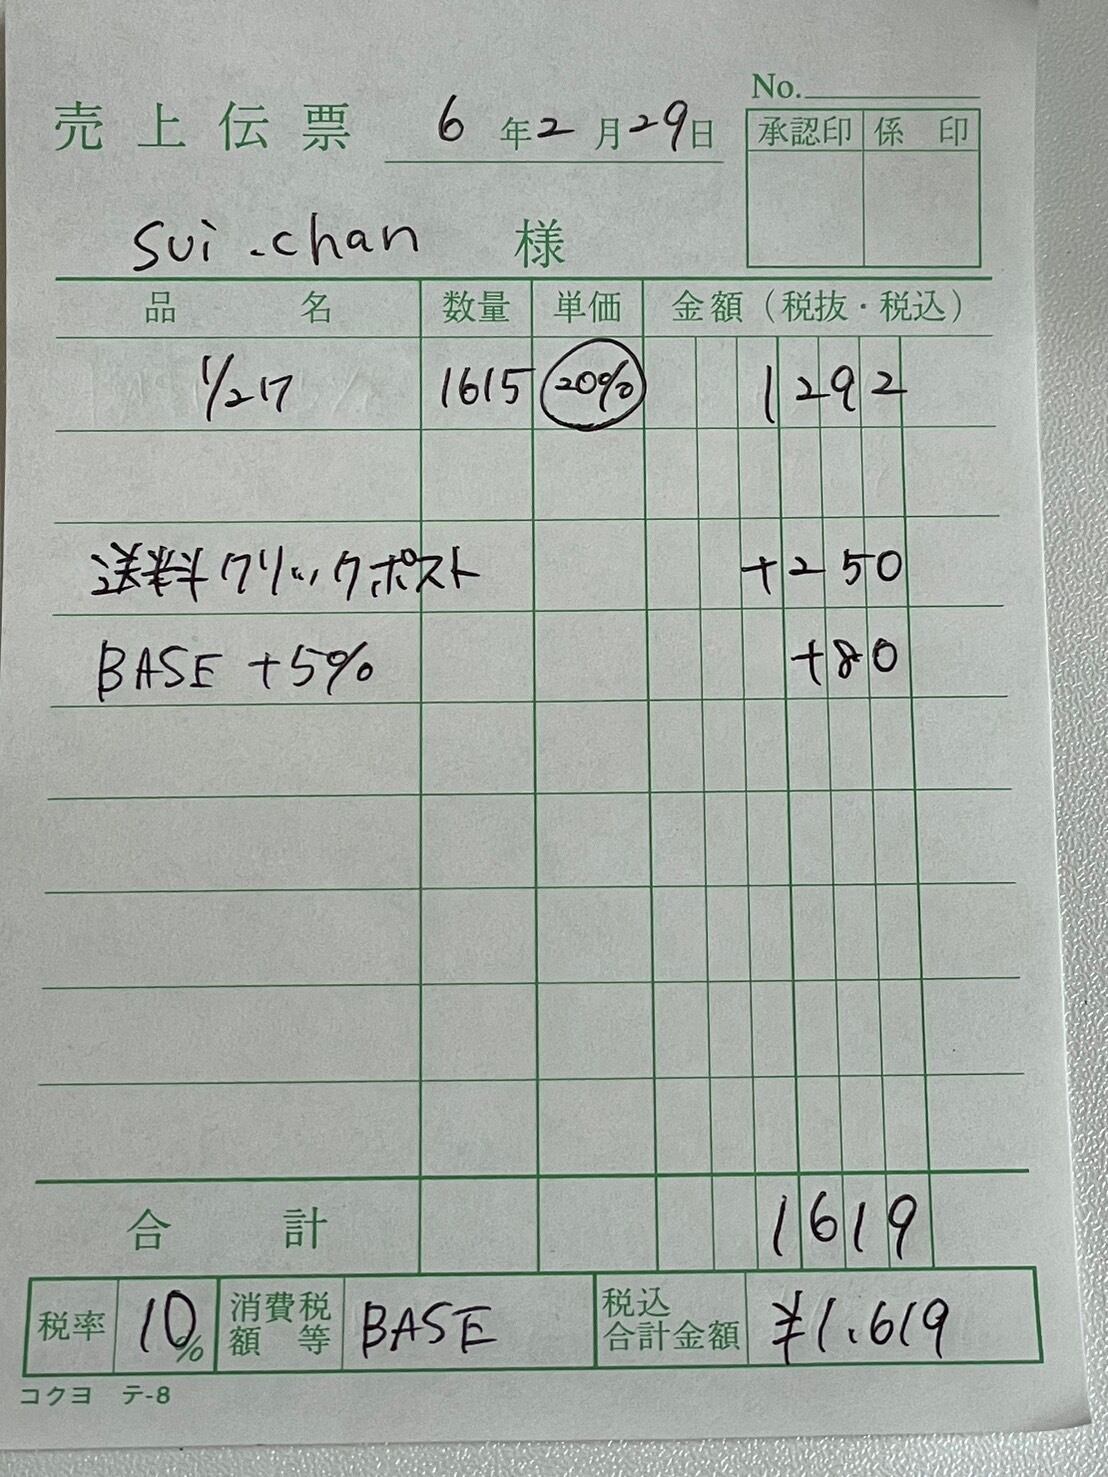 No.
売上伝票 6年2月29日
承認印 係印
sui.chan 様
品名 数量 単価 金額（税抜・税込）
1/217 1615 20% 1292
送料クリックポスト +250
BASE +5% +80
合計 1619
税率 10% 消費税額等 BASE 税込合計金額 ¥1.619
コクヨ テ-8